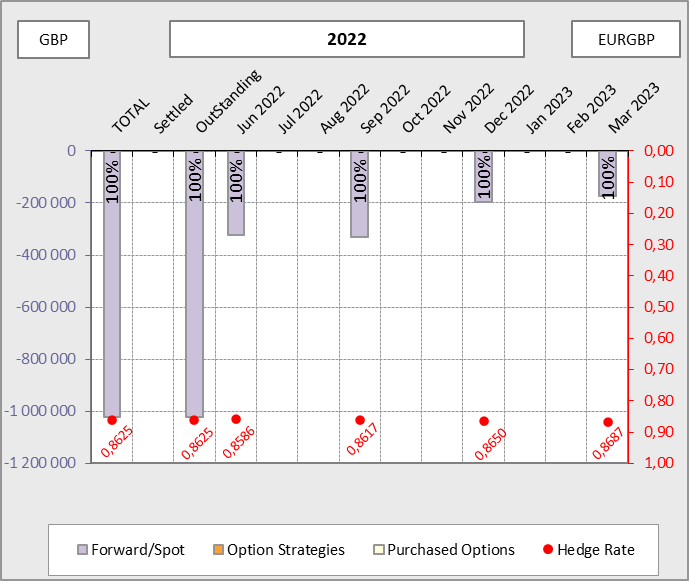 GBP
2022
EURGBP
TOTAL
Settled
OutStanding
Jun 2022
Jul 2022
Aug 2022
Sep 2022
Oct 2022
Nov 2022
Dec 2022
Jan 2023
Feb 2023
Mar 2023
0
-200 000
-400 000
-600 000
-800 000
-1 000 000
-1 200 000
100%
100%
100%
100%
100%
100%
0,8625
0,8625
0,8586
0,8617
0,8650
0,8687
0,00
0,10
0,20
0,30
0,40
0,50
0,60
0,70
0,80
0,90
1,00
Forward/Spot
Option Strategies
Purchased Options
Hedge Rate